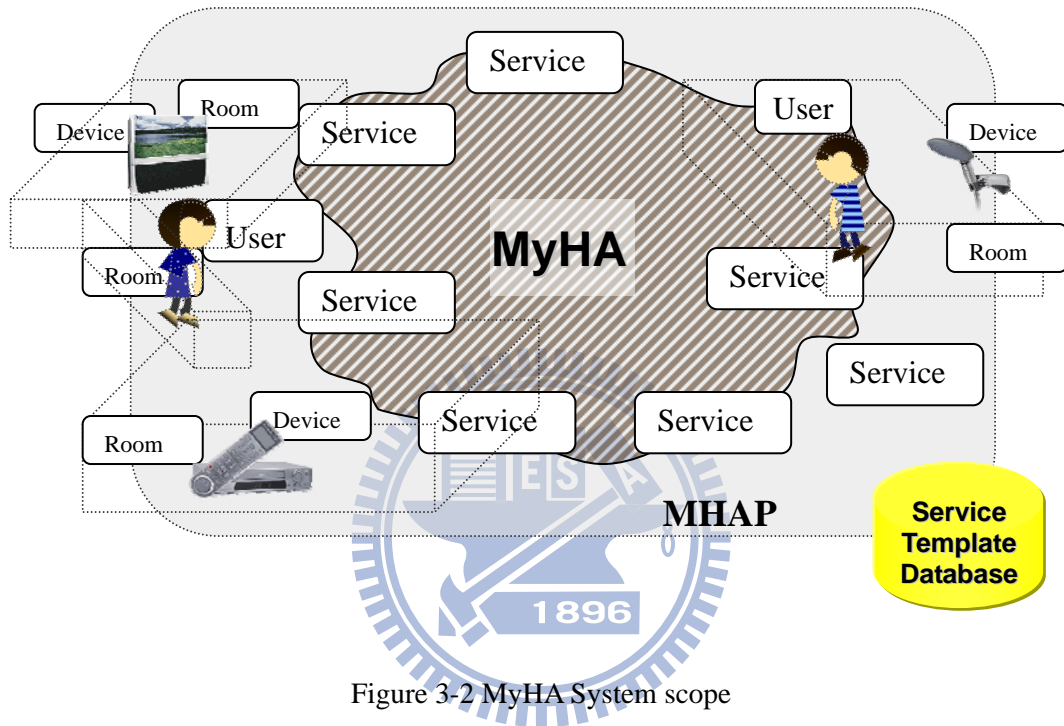 Service
Room
User
Device
Service
Device
User
MyHA
Room
Room
Service
Service
Service
Device
Service
Service
Room
MHAP
Service
Template
Database
IESA
1896
Figure 3-2 MyHA System scope